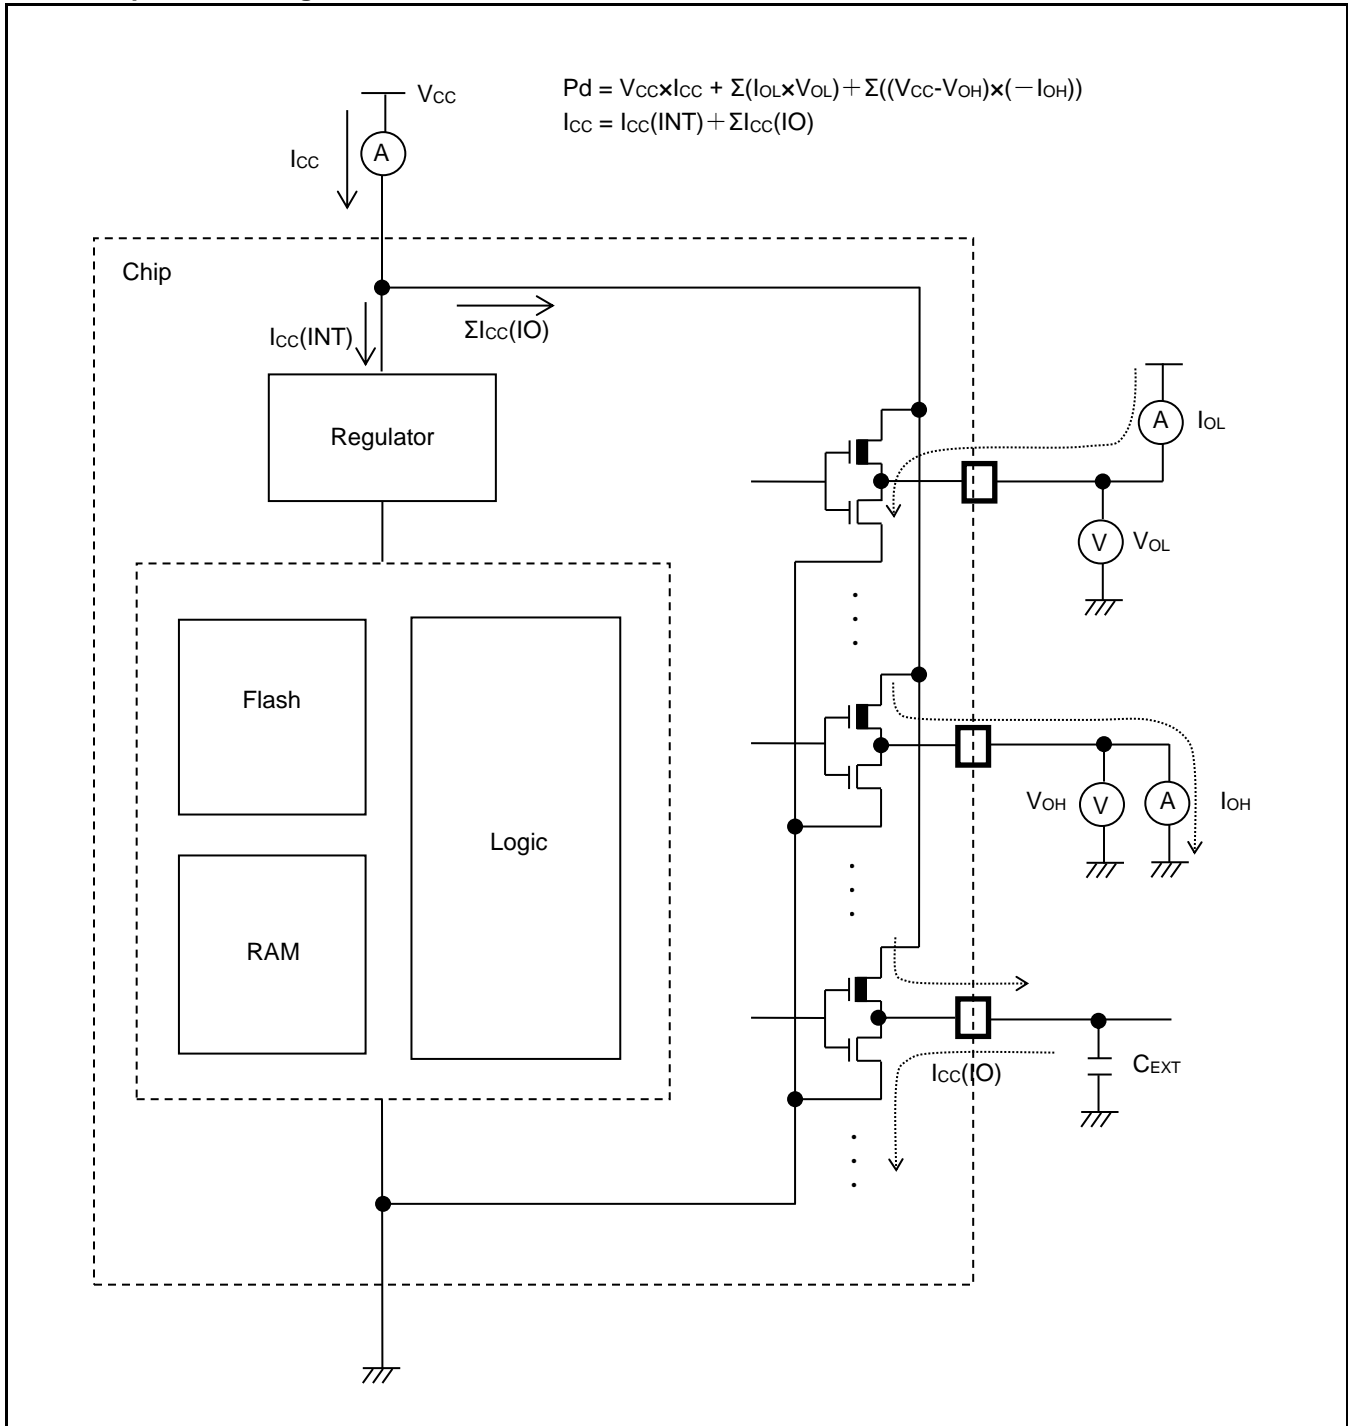 VCC
Pd = VCC×ICC + Σ(IOL×VOL)+Σ((VCC-VOH)×(-IOH))
ICC = ICC(INT)+ΣICC(IO)
A
ICC
Chip
ICC(INT)
ΣICC(IO)
Regulator
A
IOL
V
VOL
Flash
Logic
RAM
VOH
V
A
IOH
ICC(IO)
CEXT